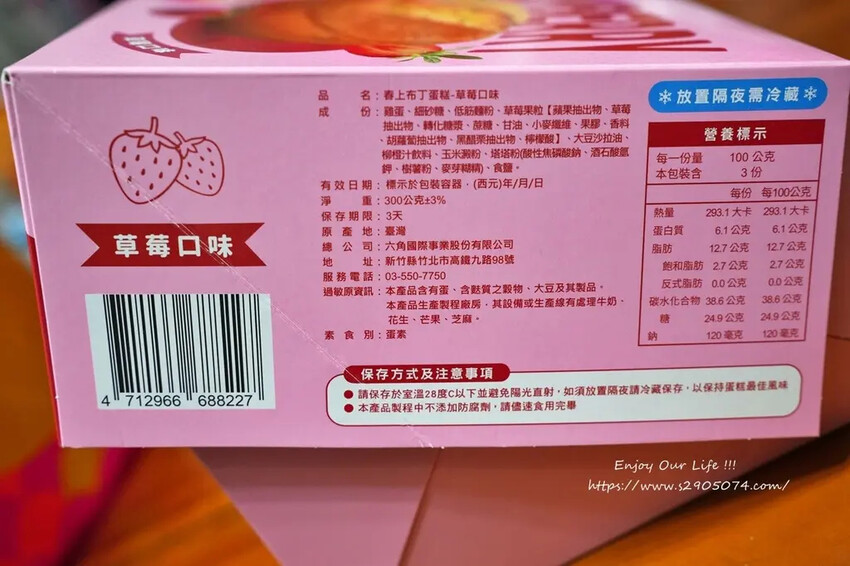 草莓口味
品名：春上布丁蛋糕-草莓口味
成份：雞蛋、細砂糖、低筋麵粉、草莓果粒【蘋果抽出物、草莓
抽出物、轉化糖漿、蔗糖、甘油、小麥纖維、果膠、香料
、胡蘿蔔抽出物、黑醋栗抽出物、檸檬酸】、大豆沙拉油、
柳橙汁飲料、玉米澱粉、塔塔粉(酸性焦磷酸鈉、酒石酸氫
鉀、樹薯粉、麥芽糊精)、食鹽。
有效日期：標示於包裝容器，(西元)年/月/日
淨重：300公克±3%
保存期限：3天
原產地：臺灣
總公司：六角國際事業股份有限公司
地址：新竹縣竹北市高鐵九路98號
服務電話：03-550-7750
過敏原資訊：本產品含有蛋、含麩質之穀物、大豆及其製品。
本產品生產製程廠房，其設備或生產線有處理牛奶、
花生、芒果、芝麻。
素食別：蛋素
放置隔夜需冷藏
營養標示
每一份量 100 公克
本包裝含 3 份
每份 每100公克
熱量 293.1 大卡 293.1 大卡
蛋白質 6.1 公克 6.1 公克
脂肪 12.7 公克 12.7 公克
飽和脂肪 2.7 公克 2.7 公克
反式脂肪 0.0 公克 0.0 公克
碳水化合物 38.6 公克 38.6 公克
糖 24.9 公克 24.9 公克
鈉 120 毫克 120 毫克
4 712966 688227
保存方式及注意事項
● 請保存於室溫28度C以下並避免陽光直射，如須放置隔夜請冷藏保存，以保持蛋糕最佳風味
● 本產品製程中不添加防腐劑，請儘速食用完畢
Enjoy Our Life !!!
https://www.s2905074.com/